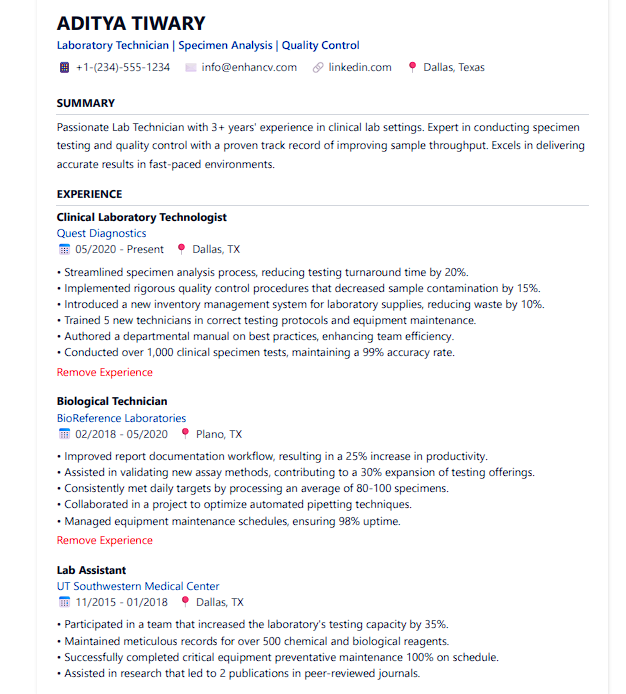 ADITYA TIWARY
Laboratory Technician | Specimen Analysis | Quality Control
+1-(234)-555-1234 info@enhancv.com linkedin.com Dallas, Texas
SUMMARY
Passionate Lab Technician with 3+ years' experience in clinical lab settings. Expert in conducting specimen
testing and quality control with a proven track record of improving sample throughput. Excels in delivering
accurate results in fast-paced environments.
EXPERIENCE
Clinical Laboratory Technologist
Quest Diagnostics
05/2020 - Present Dallas, TX
• Streamlined specimen analysis process, reducing testing turnaround time by 20%.
• Implemented rigorous quality control procedures that decreased sample contamination by 15%.
• Introduced a new inventory management system for laboratory supplies, reducing waste by 10%.
• Trained 5 new technicians in correct testing protocols and equipment maintenance.
• Authored a departmental manual on best practices, enhancing team efficiency.
• Conducted over 1,000 clinical specimen tests, maintaining a 99% accuracy rate.
Remove Experience
Biological Technician
BioReference Laboratories
02/2018 - 05/2020 Plano, TX
• Improved report documentation workflow, resulting in a 25% increase in productivity.
• Assisted in validating new assay methods, contributing to a 30% expansion of testing offerings.
• Consistently met daily targets by processing an average of 80-100 specimens.
• Collaborated in a project to optimize automated pipetting techniques.
• Managed equipment maintenance schedules, ensuring 98% uptime.
Remove Experience
Lab Assistant
UT Southwestern Medical Center
11/2015 - 01/2018 Dallas, TX
• Participated in a team that increased the laboratory's testing capacity by 35%.
• Maintained meticulous records for over 500 chemical and biological reagents.
• Successfully completed critical equipment preventative maintenance 100% on schedule.
• Assisted in research that led to 2 publications in peer-reviewed journals.